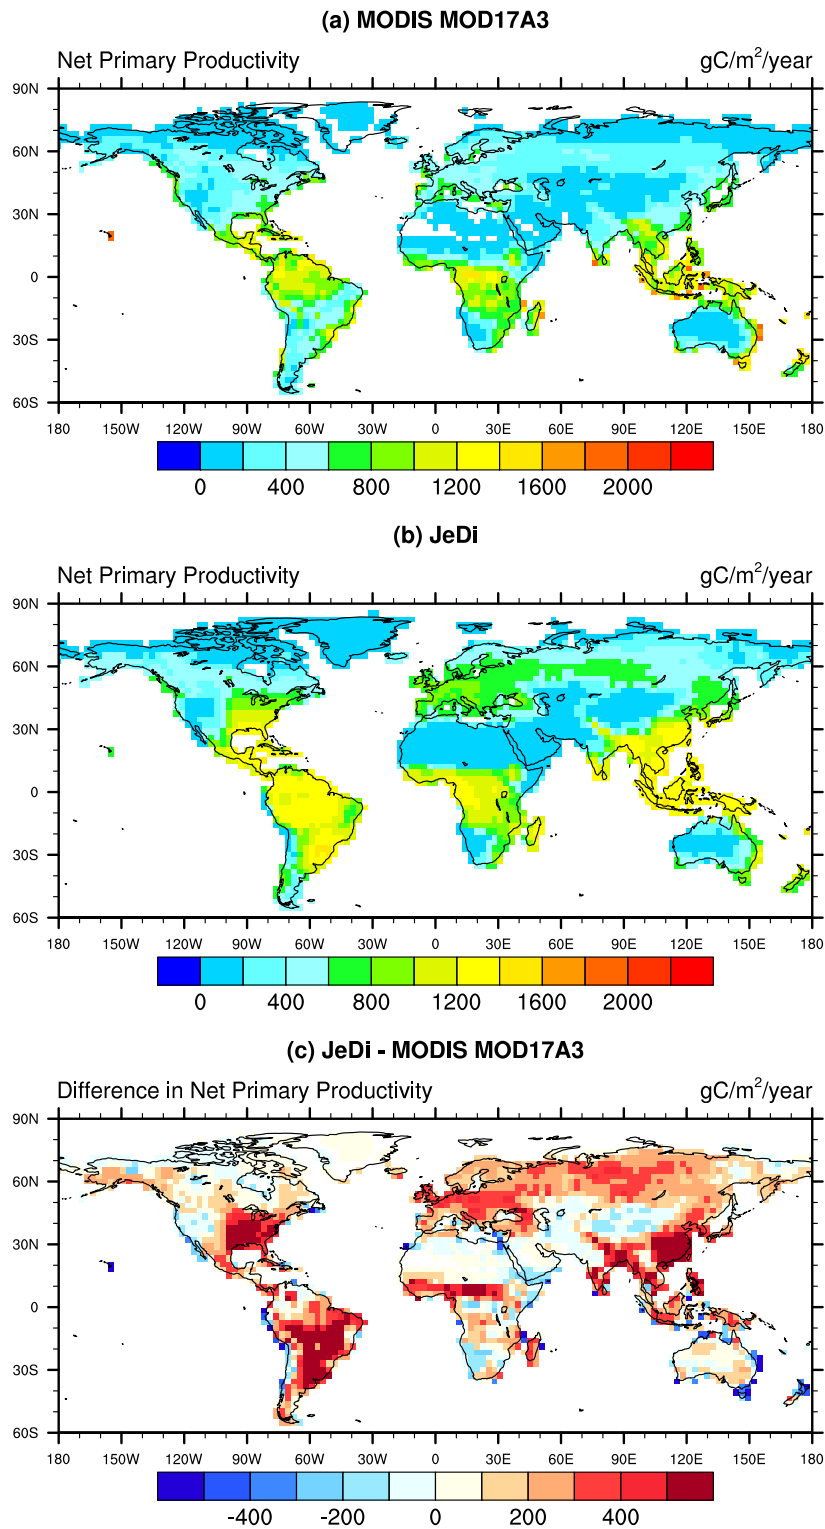 (a) MODIS MOD17A3
Net Primary Productivity gC/m²/year
90N
60N
30N
0
30S
60S
180 150W 120W 90W 60W 30W 0 30E 60E 90E 120E 150E 180
0 400 800 1200 1600 2000
(b) JeDi
Net Primary Productivity gC/m²/year
90N
60N
30N
0
30S
60S
180 150W 120W 90W 60W 30W 0 30E 60E 90E 120E 150E 180
0 400 800 1200 1600 2000
(c) JeDi - MODIS MOD17A3
Difference in Net Primary Productivity gC/m²/year
90N
60N
30N
0
30S
60S
180 150W 120W 90W 60W 30W 0 30E 60E 90E 120E 150E 180
-400 -200 0 200 400